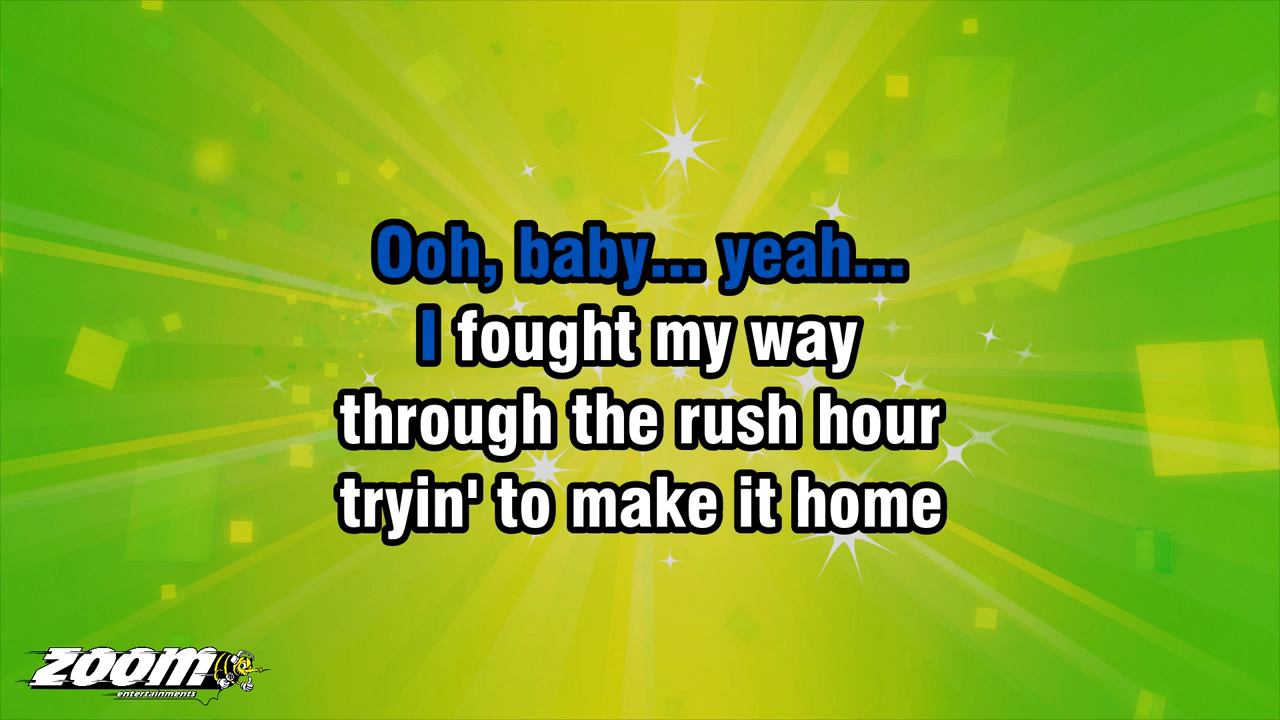 Ooh, baby... yeah...
I fought my way
through the rush hour
tryin' to make it home
ZOOM
entertainments